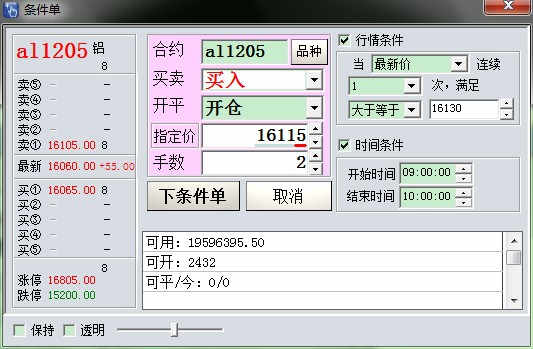 条件单
al1205 铝
8
卖⑤ － －
卖④ － －
卖③ － －
卖② － －
卖① 16105.00 8
最新 16060.00 +55.00
买① 16065.00 8
买② － －
买③ － －
买④ － －
买⑤ － －
8
涨停 16805.00
跌停 15200.00
合约 al1205 品种
买卖 买入
开平 开仓
指定价 16115
手数 2
下条件单 取消
行情条件
当 最新价 连续
1 次，满足
大于等于 16130
时间条件
开始时间 09:00:00
结束时间 10:00:00
可用：19596395.50
可开：2432
可平/今：0/0
保持 透明